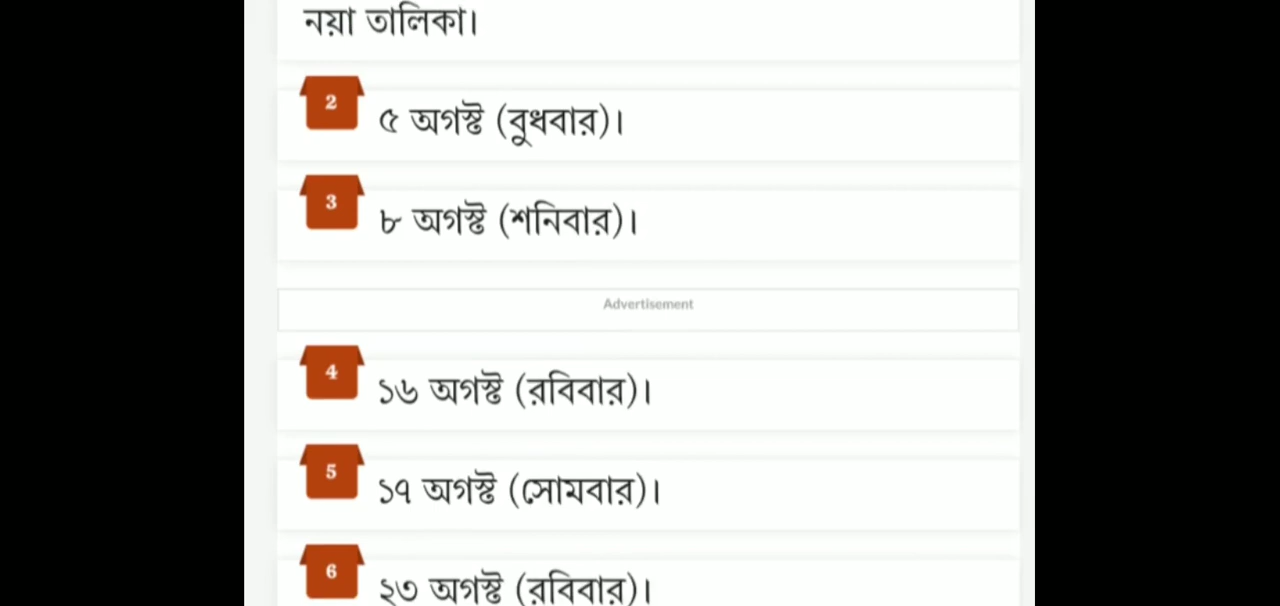 নয়া তালিকা।
2
৫ অগস্ট (বুধবার)।
3
৮ অগস্ট (শনিবার)।
Advertisement
4
১৬ অগস্ট (রবিবার)।
5
১৭ অগস্ট (সোমবার)।
6
২৩ অগস্ট (রবিবার)।